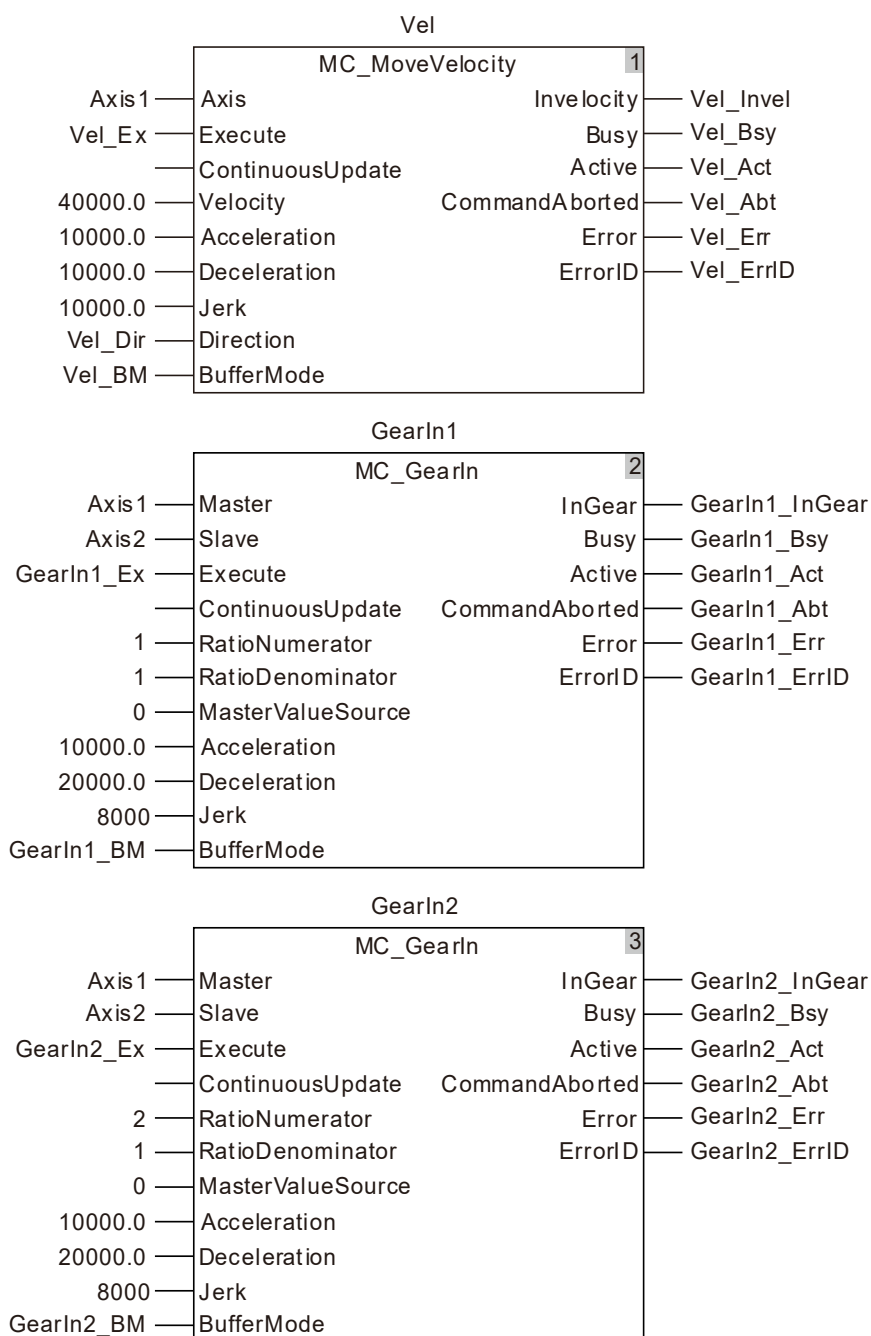 Vel
MC_MoveVelocity 1
Axis1 Axis Invelocity Vel_Invel
Vel_Ex Execute Busy Vel_Bsy
ContinuousUpdate Active Vel_Act
40000.0 Velocity CommandAborted Vel_Abt
10000.0 Acceleration Error Vel_Err
10000.0 Deceleration ErrorID Vel_ErrID
10000.0 Jerk
Vel_Dir Direction
Vel_BM BufferMode
GearIn1
MC_GearIn 2
Axis1 Master InGear GearIn1_InGear
Axis2 Slave Busy GearIn1_Bsy
GearIn1_Ex Execute Active GearIn1_Act
ContinuousUpdate CommandAborted GearIn1_Abt
1 RatioNumerator Error GearIn1_Err
1 RatioDenominator ErrorID GearIn1_ErrID
0 MasterValueSource
10000.0 Acceleration
20000.0 Deceleration
8000 Jerk
GearIn1_BM BufferMode
GearIn2
MC_GearIn 3
Axis1 Master InGear GearIn2_InGear
Axis2 Slave Busy GearIn2_Bsy
GearIn2_Ex Execute Active GearIn2_Act
ContinuousUpdate CommandAborted GearIn2_Abt
2 RatioNumerator Error GearIn2_Err
1 RatioDenominator ErrorID GearIn2_ErrID
0 MasterValueSource
10000.0 Acceleration
20000.0 Deceleration
8000 Jerk
GearIn2_BM BufferMode